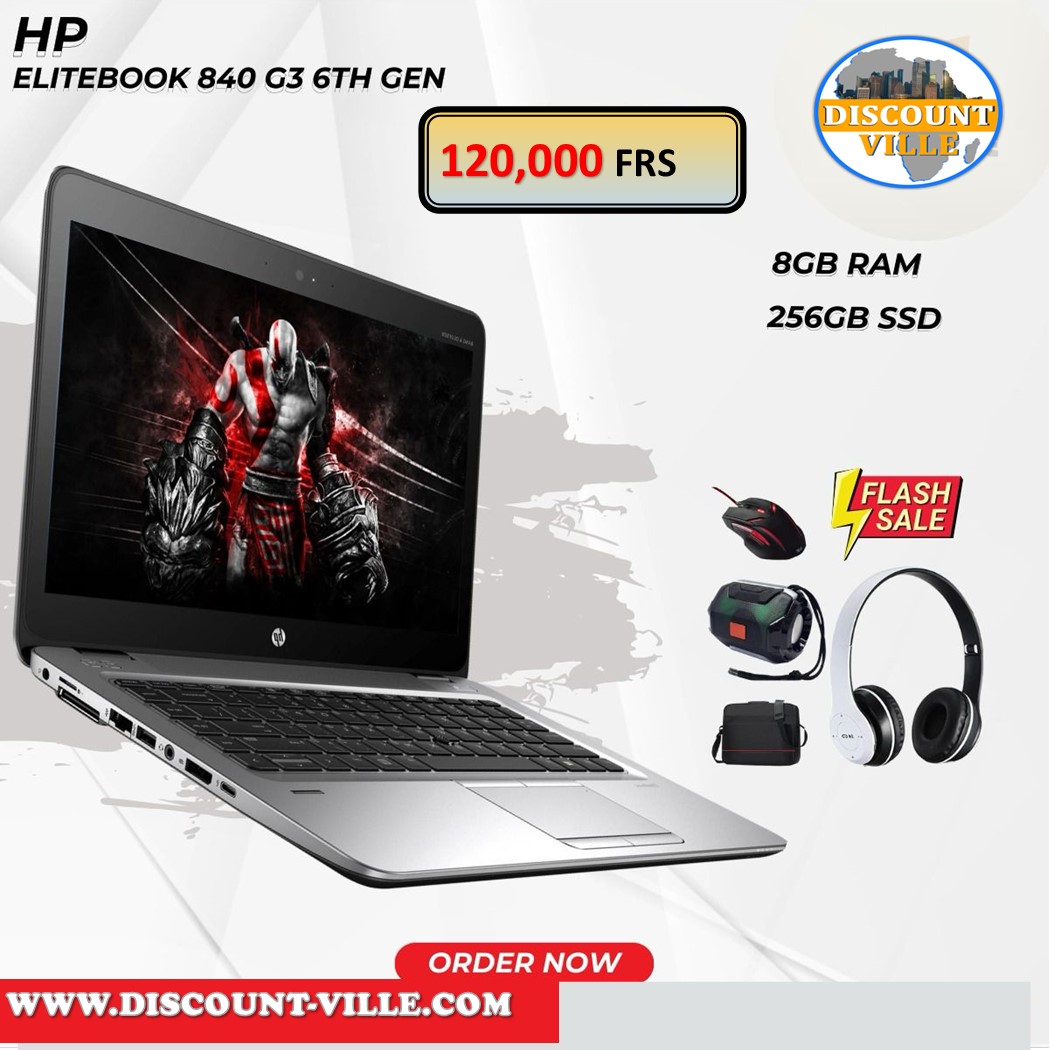 HP
ELITEBOOK 840 G3 6TH GEN
120,000 FRS
DISCOUNT
VILLE
8GB RAM
256GB SSD
hp
FLASH
SALE
ORDER NOW
WWW.DISCOUNT-VILLE.COM